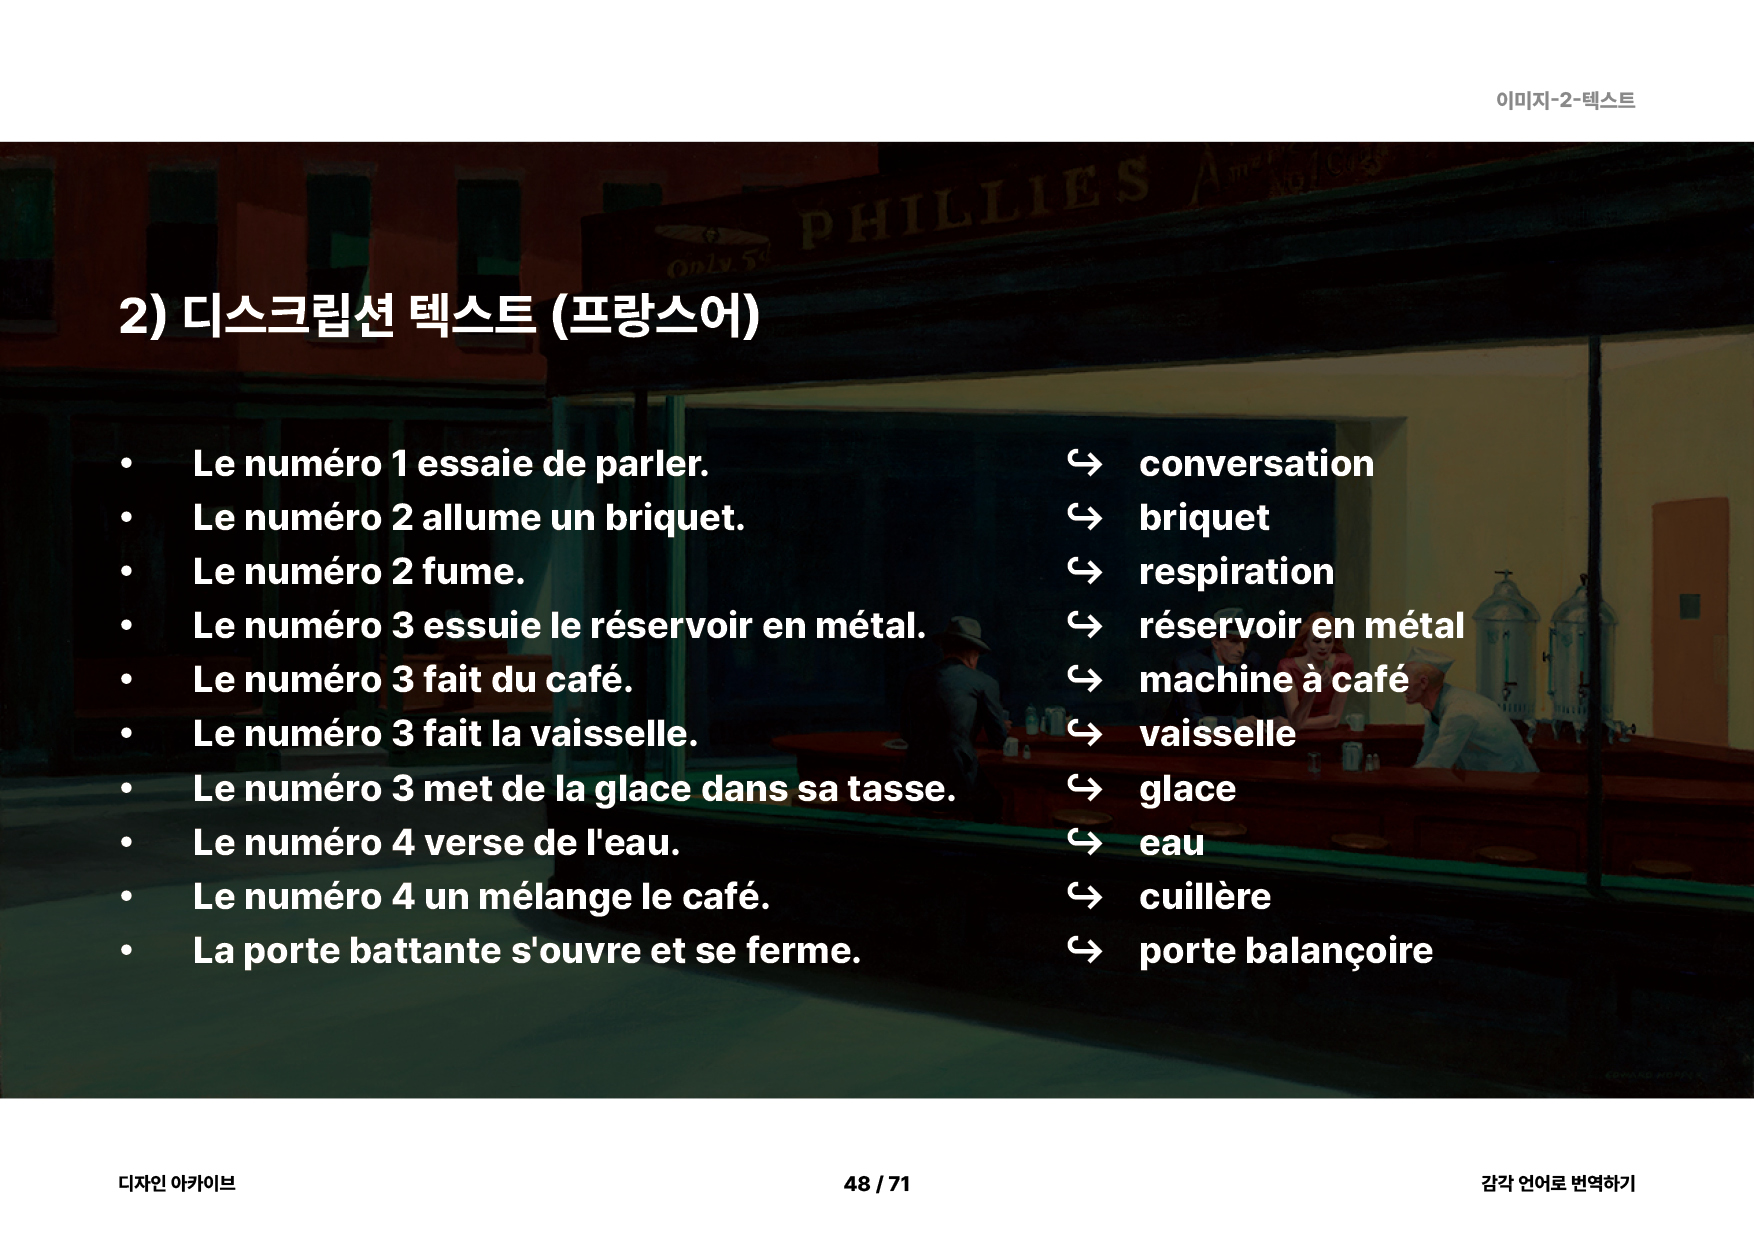 이미지-2-텍스트
PHILLIES
Only 5¢
2) 디스크립션 텍스트 (프랑스어)
• Le numéro 1 essaie de parler. ↪ conversation
• Le numéro 2 allume un briquet. ↪ briquet
• Le numéro 2 fume. ↪ respiration
• Le numéro 3 essuie le réservoir en métal. ↪ réservoir en métal
• Le numéro 3 fait du café. ↪ machine à café
• Le numéro 3 fait la vaisselle. ↪ vaisselle
• Le numéro 3 met de la glace dans sa tasse. ↪ glace
• Le numéro 4 verse de l'eau. ↪ eau
• Le numéro 4 un mélange le café. ↪ cuillère
• La porte battante s'ouvre et se ferme. ↪ porte balançoire
디자인 아카이브
48 / 71
감각 언어로 번역하기